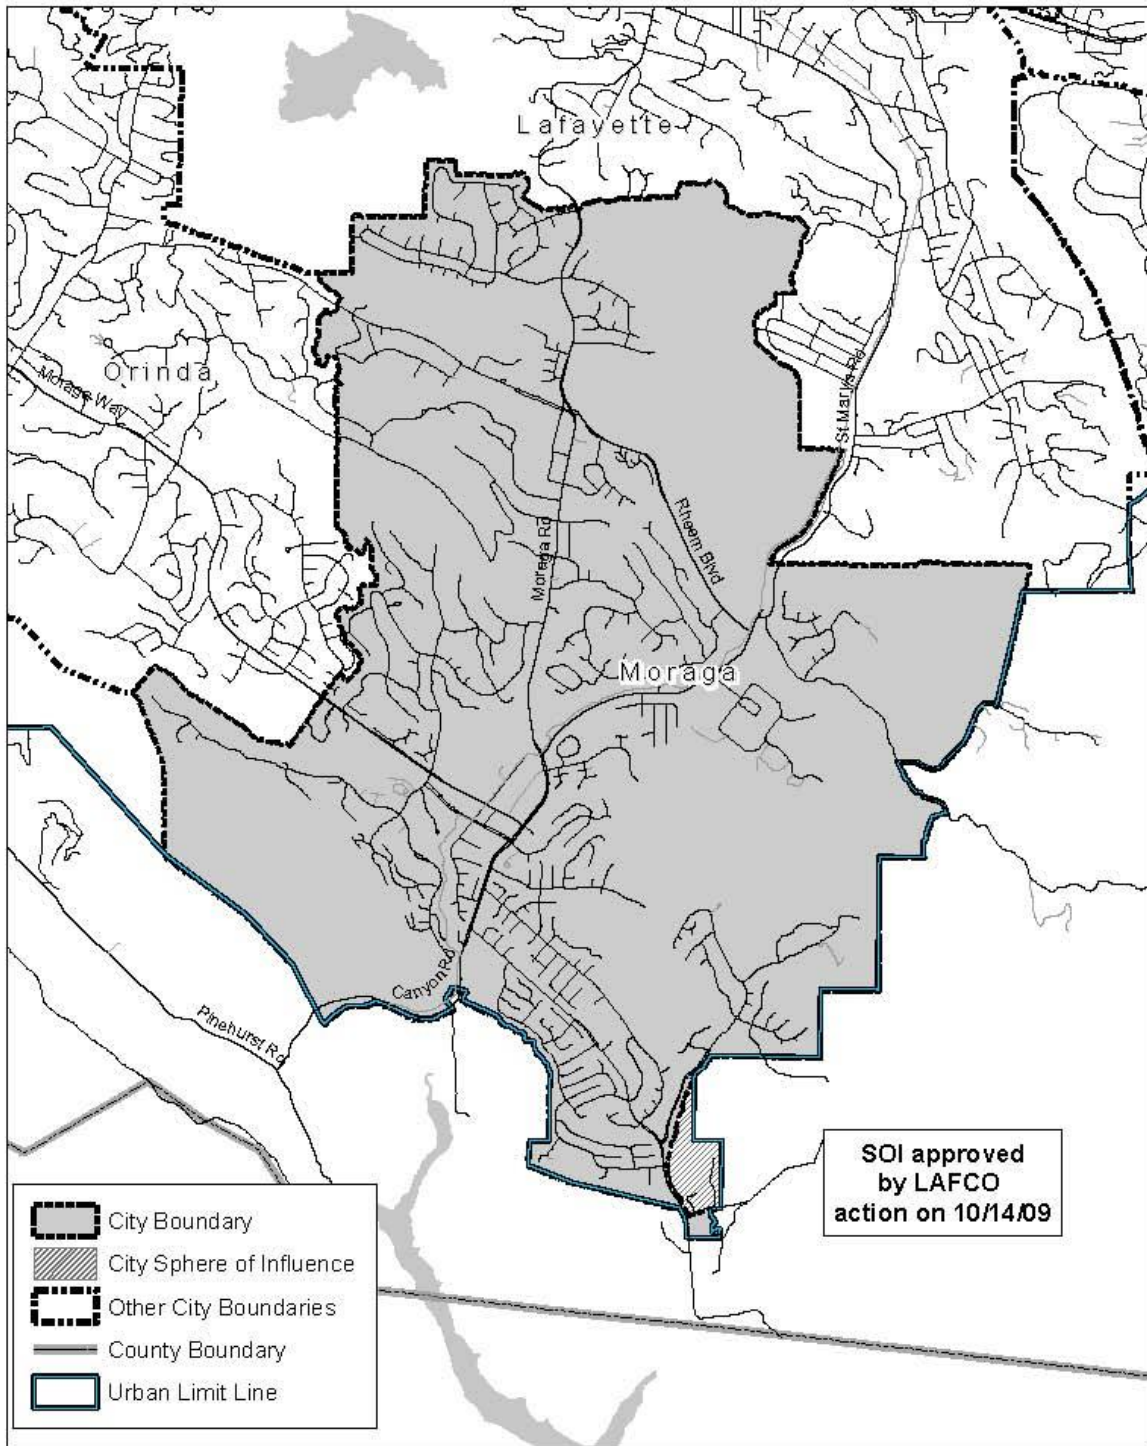 Lafayette
Orinda
Moraga Way
St Marys Rd
Rheem Blvd
Moraga Rd
Moraga
Canyon Rd
Pinehurst Rd
SOI approved
by LAFCO
action on 10/14/09
City Boundary
City Sphere of Influence
Other City Boundaries
County Boundary
Urban Limit Line